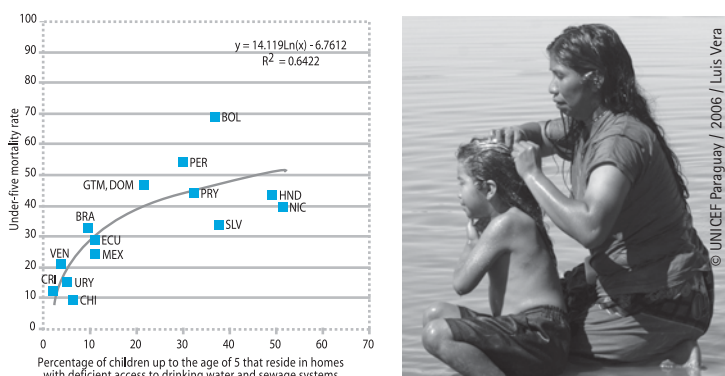 100
90
80
70
60
50
40
30
20
10
0
Under-five mortality rate
y = 14.119Ln(x) - 6.7612
R2 = 0.6422
BOL
PER
GTM, DOM
PRY
HND
NIC
SLV
BRA
ECU
MEX
VEN
CRI
URY
CHI
0 10 20 30 40 50 60 70
Percentage of children up to the age of 5 that reside in homes
with deficient access to drinking water and sewage systems
© UNICEF Paraguay / 2006 / Luis Vera